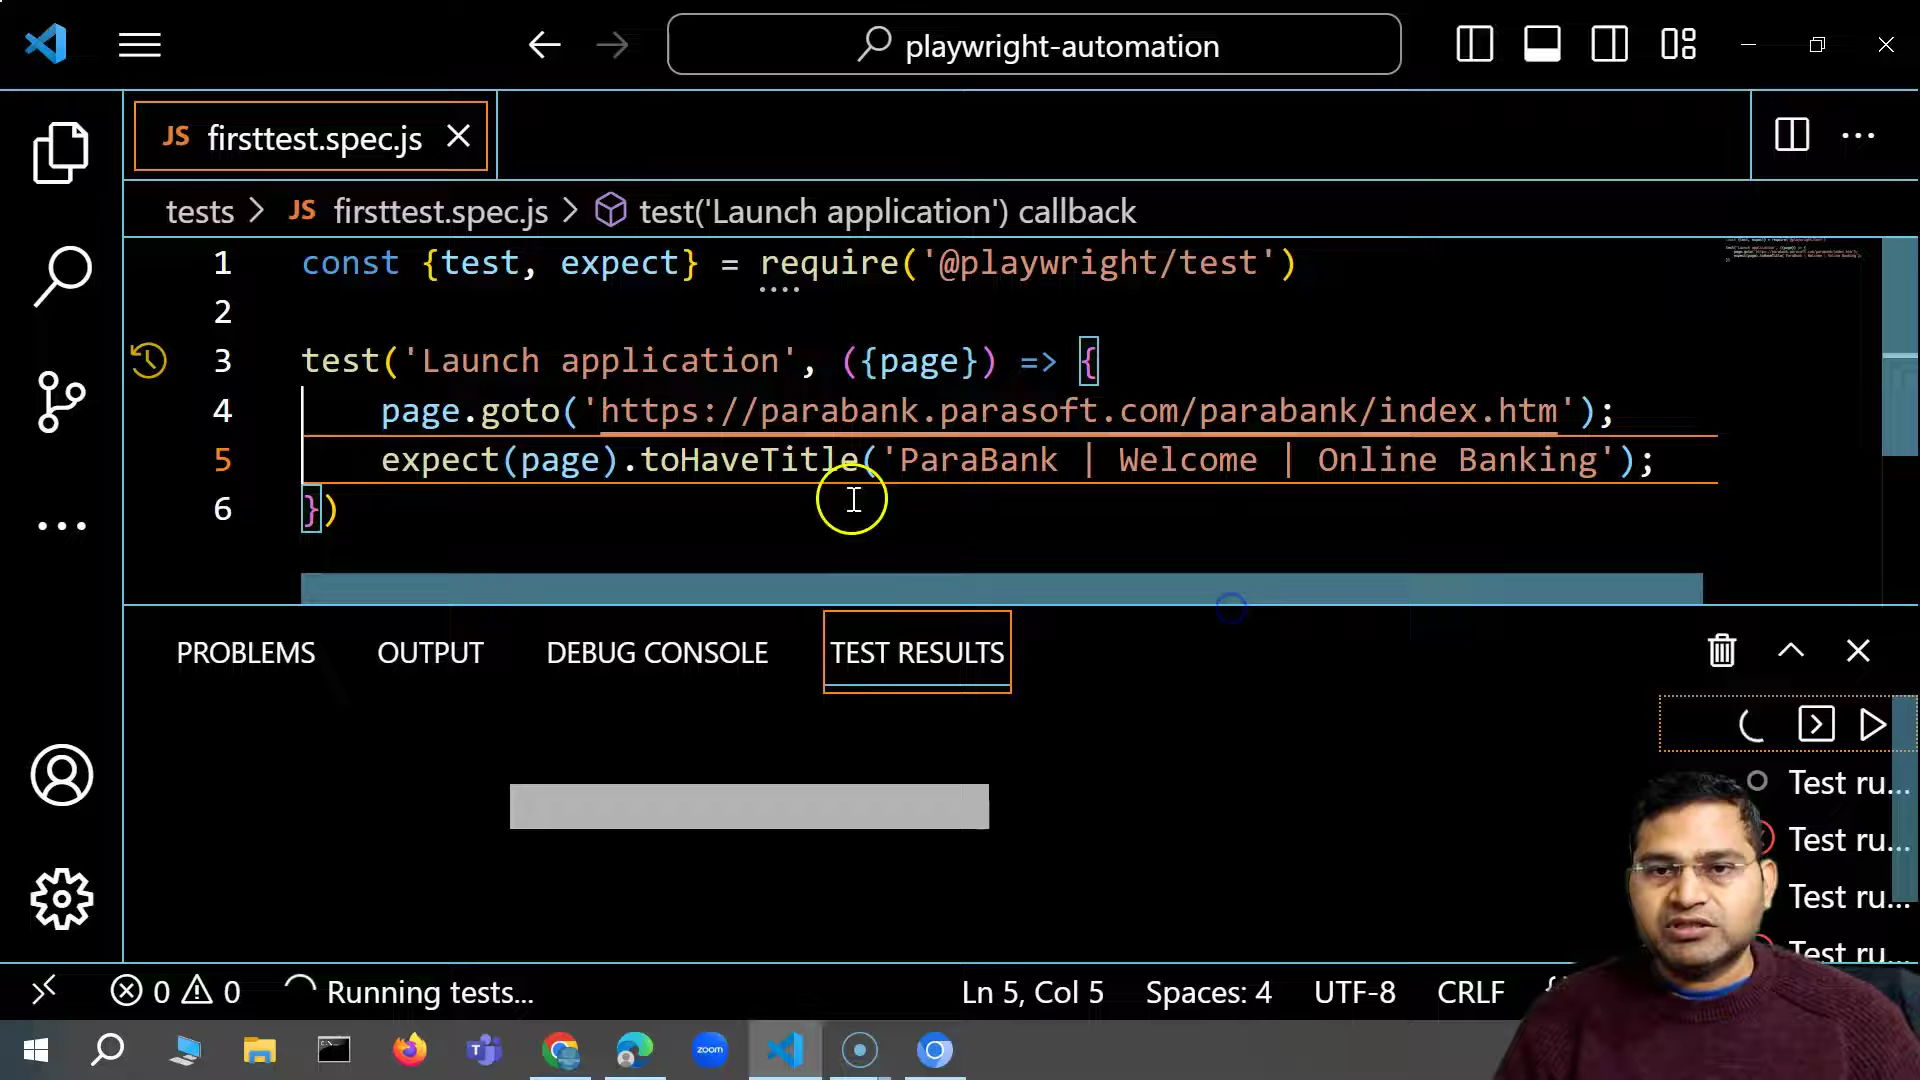 playwright-automation
JS firsttest.spec.js
tests > JS firsttest.spec.js > test('Launch application') callback
1 const {test, expect} = require('@playwright/test')
2
3 test('Launch application', ({page}) => {
4 page.goto('https://parabank.parasoft.com/parabank/index.htm');
5 expect(page).toHaveTitle('ParaBank | Welcome | Online Banking');
6 })
PROBLEMS OUTPUT DEBUG CONSOLE TEST RESULTS
Test ru...
Test ru...
Test ru...
Test ru...
0 0 Running tests... Ln 5, Col 5 Spaces: 4 UTF-8 CRLF {
zoom